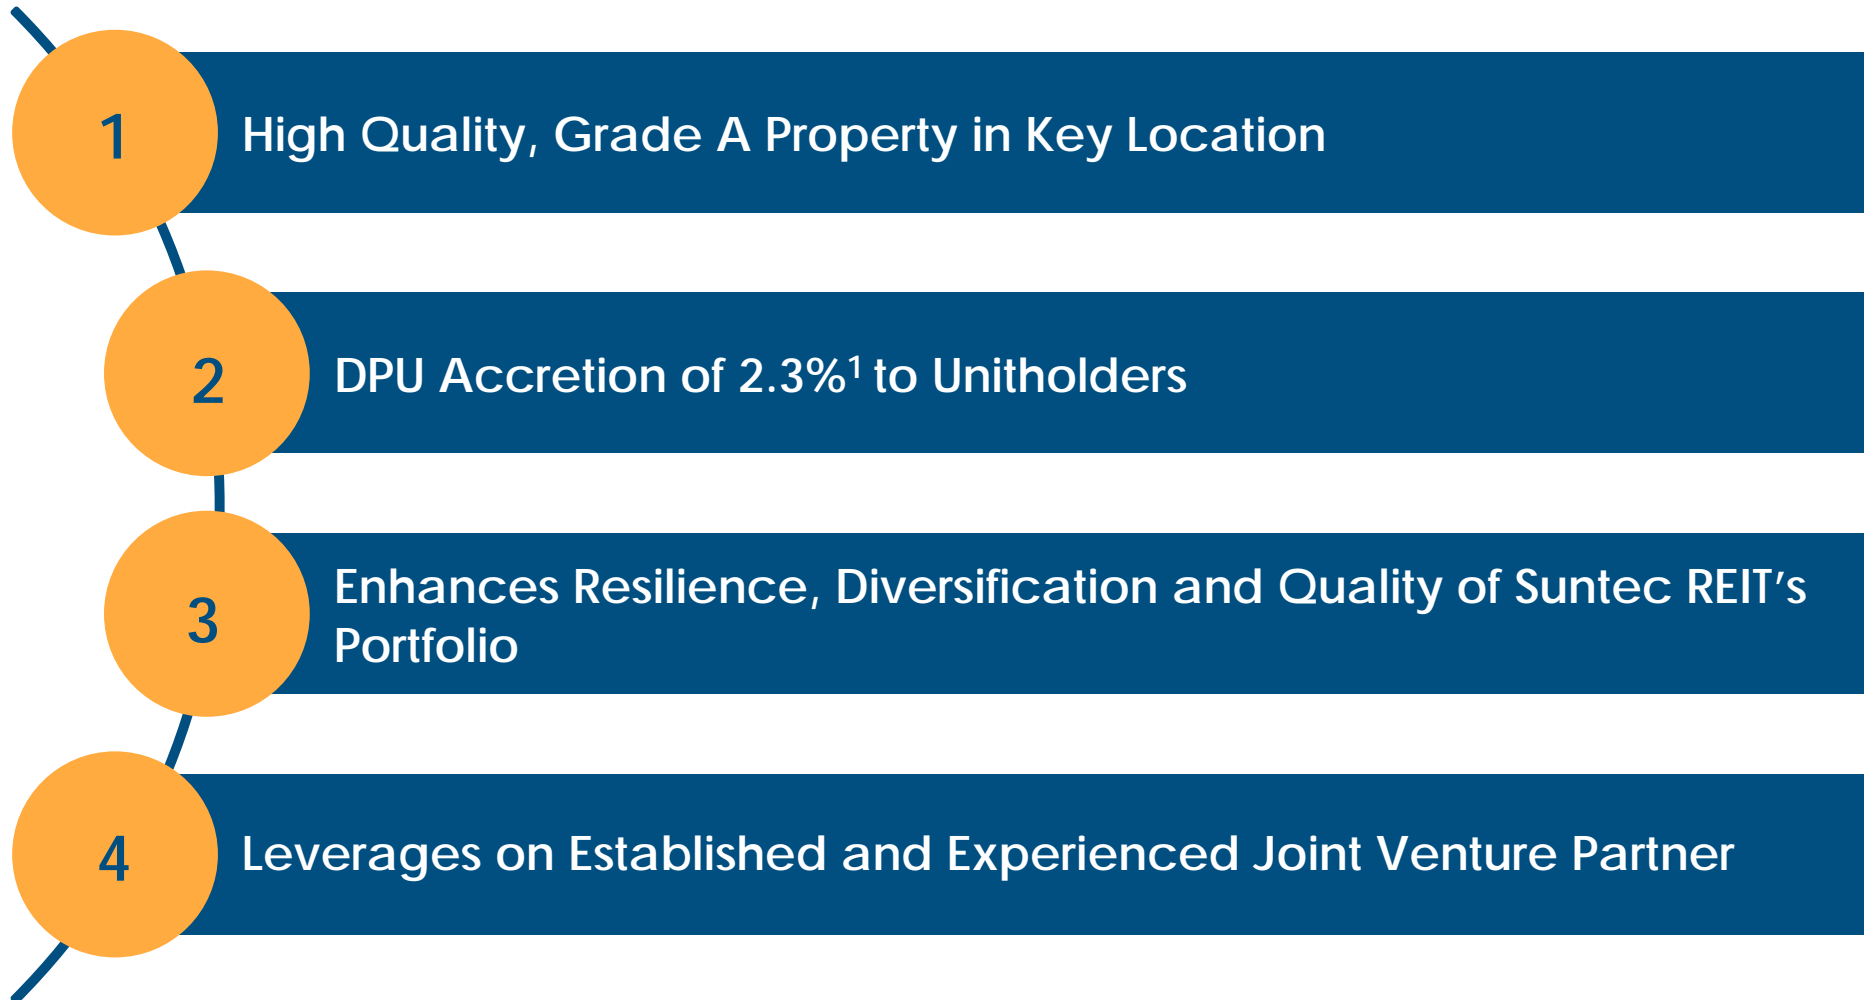 1
High Quality, Grade A Property in Key Location
2
DPU Accretion of 2.3%¹ to Unitholders
3
Enhances Resilience, Diversification and Quality of Suntec REIT’s
Portfolio
4
Leverages on Established and Experienced Joint Venture Partner